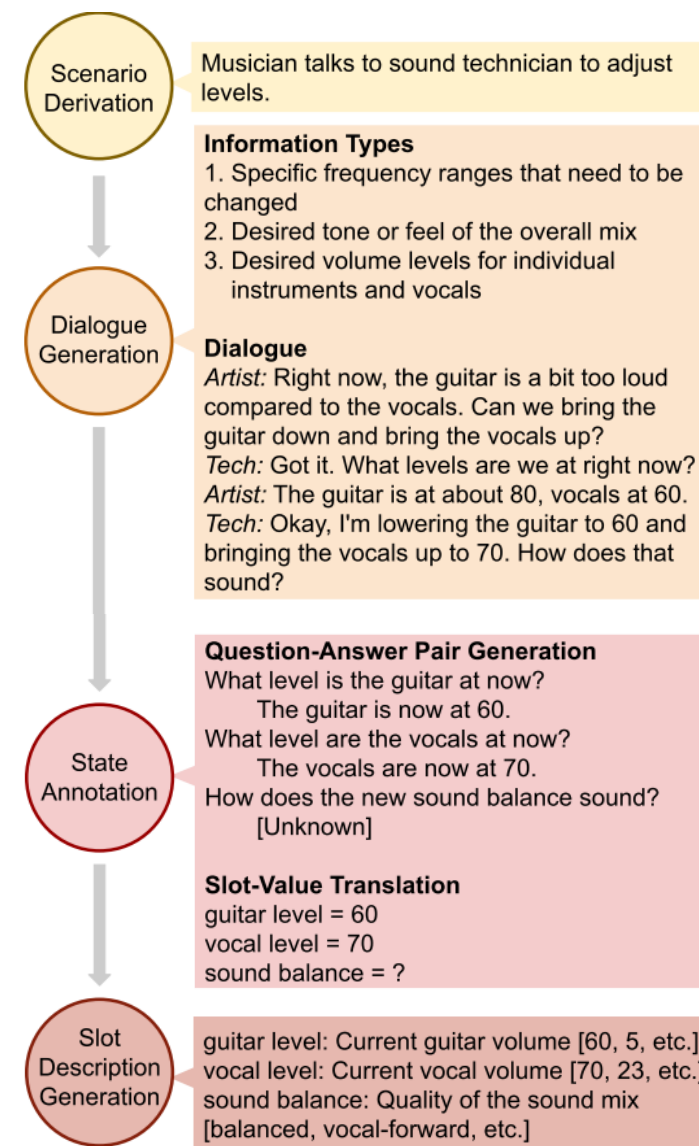 Scenario
Derivation
Musician talks to sound technician to adjust
levels.
Dialogue
Generation
Information Types
1. Specific frequency ranges that need to be
changed
2. Desired tone or feel of the overall mix
3. Desired volume levels for individual
instruments and vocals
Dialogue
Artist: Right now, the guitar is a bit too loud
compared to the vocals. Can we bring the
guitar down and bring the vocals up?
Tech: Got it. What levels are we at right now?
Artist: The guitar is at about 80, vocals at 60.
Tech: Okay, I'm lowering the guitar to 60 and
bringing the vocals up to 70. How does that
sound?
State
Annotation
Question-Answer Pair Generation
What level is the guitar at now?
The guitar is now at 60.
What level are the vocals at now?
The vocals are now at 70.
How does the new sound balance sound?
[Unknown]
Slot-Value Translation
guitar level = 60
vocal level = 70
sound balance = ?
Slot
Description
Generation
guitar level: Current guitar volume [60, 5, etc.]
vocal level: Current vocal volume [70, 23, etc.]
sound balance: Quality of the sound mix
[balanced, vocal-forward, etc.]